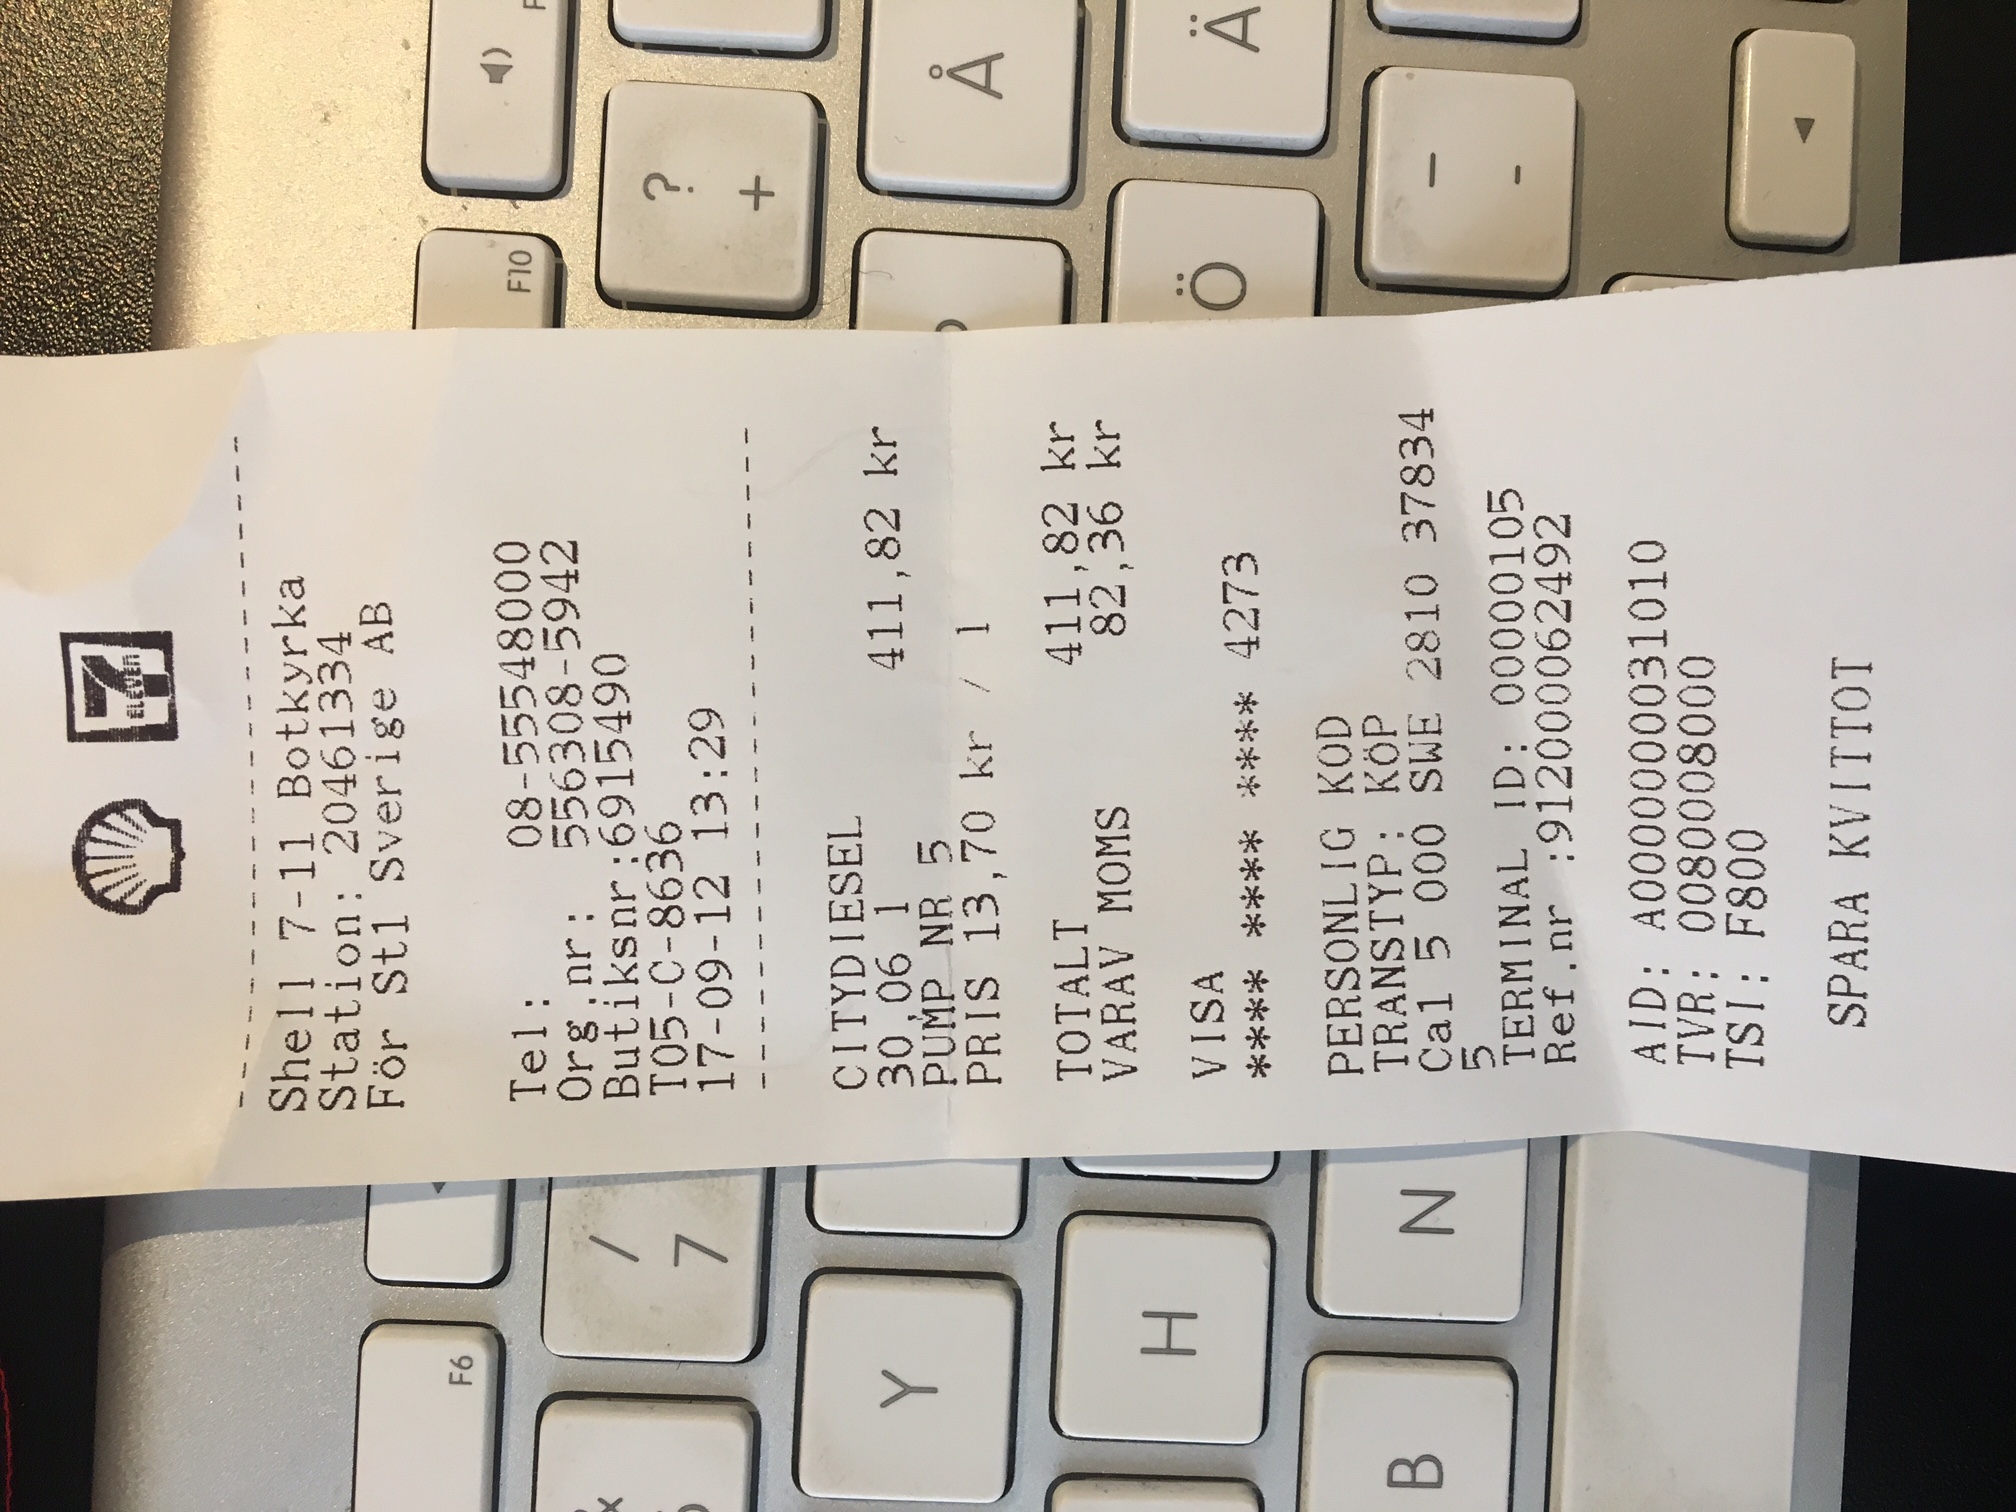 7
ELEVEN
Shell 7-11 Botkyrka
Station: 20461334
För St1 Sverige AB
Tel: 08-55548000
Org.nr: 556308-5942
Butiksnr:6915490
T05-C-8636
17-09-12 13:29
CITYDIESEL
30,06 l 411,82 kr
PUMP NR 5
PRIS 13,70 kr / l
TOTALT 411,82 kr
VARAV MOMS 82,36 kr
VISA
**** **** **** 4273
PERSONLIG KOD
TRANSTYP: KÖP
Ca1 5 000 SWE 2810 37834
5
TERMINAL ID: 00000105
Ref.nr :912000062492
AID: A0000000031010
TVR: 0080008000
TSI: F800
SPARA KVITTOT
F6
F10
/
7
?
+
Y
Å
H
Ö
Ä
B
N
_
-